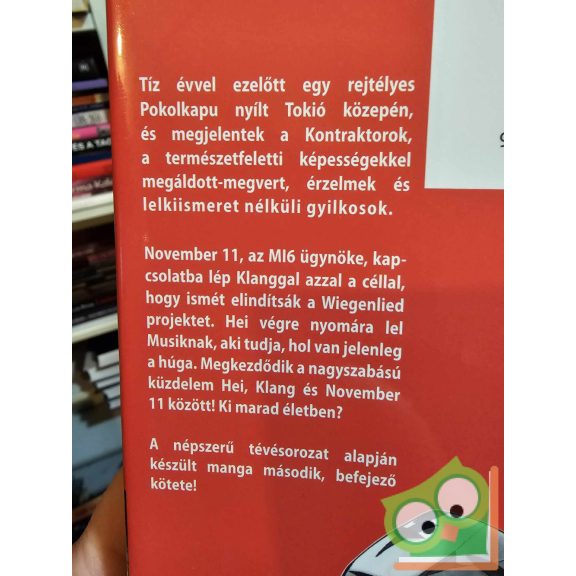 Tíz évvel ezelőtt egy rejtélyes
Pokolkapu nyílt Tokió közepén,
és megjelentek a Kontraktorok,
a természetfeletti képességekkel
megáldott-megvert, érzelmek és
lelkiismeret nélküli gyilkosok.
November 11, az MI6 ügynöke, kap-
csolatba lép Klanggal azzal a céllal,
hogy ismét elindítsák a Wiegenlied
projektet. Hei végre nyomára lel
Musiknak, aki tudja, hol van jelenleg
a húga. Megkezdődik a nagyszabású
küzdelem Hei, Klang és November
11 között! Ki marad életben?
A népszerű tévésorozat alapján
készült manga második, befejező
kötete!